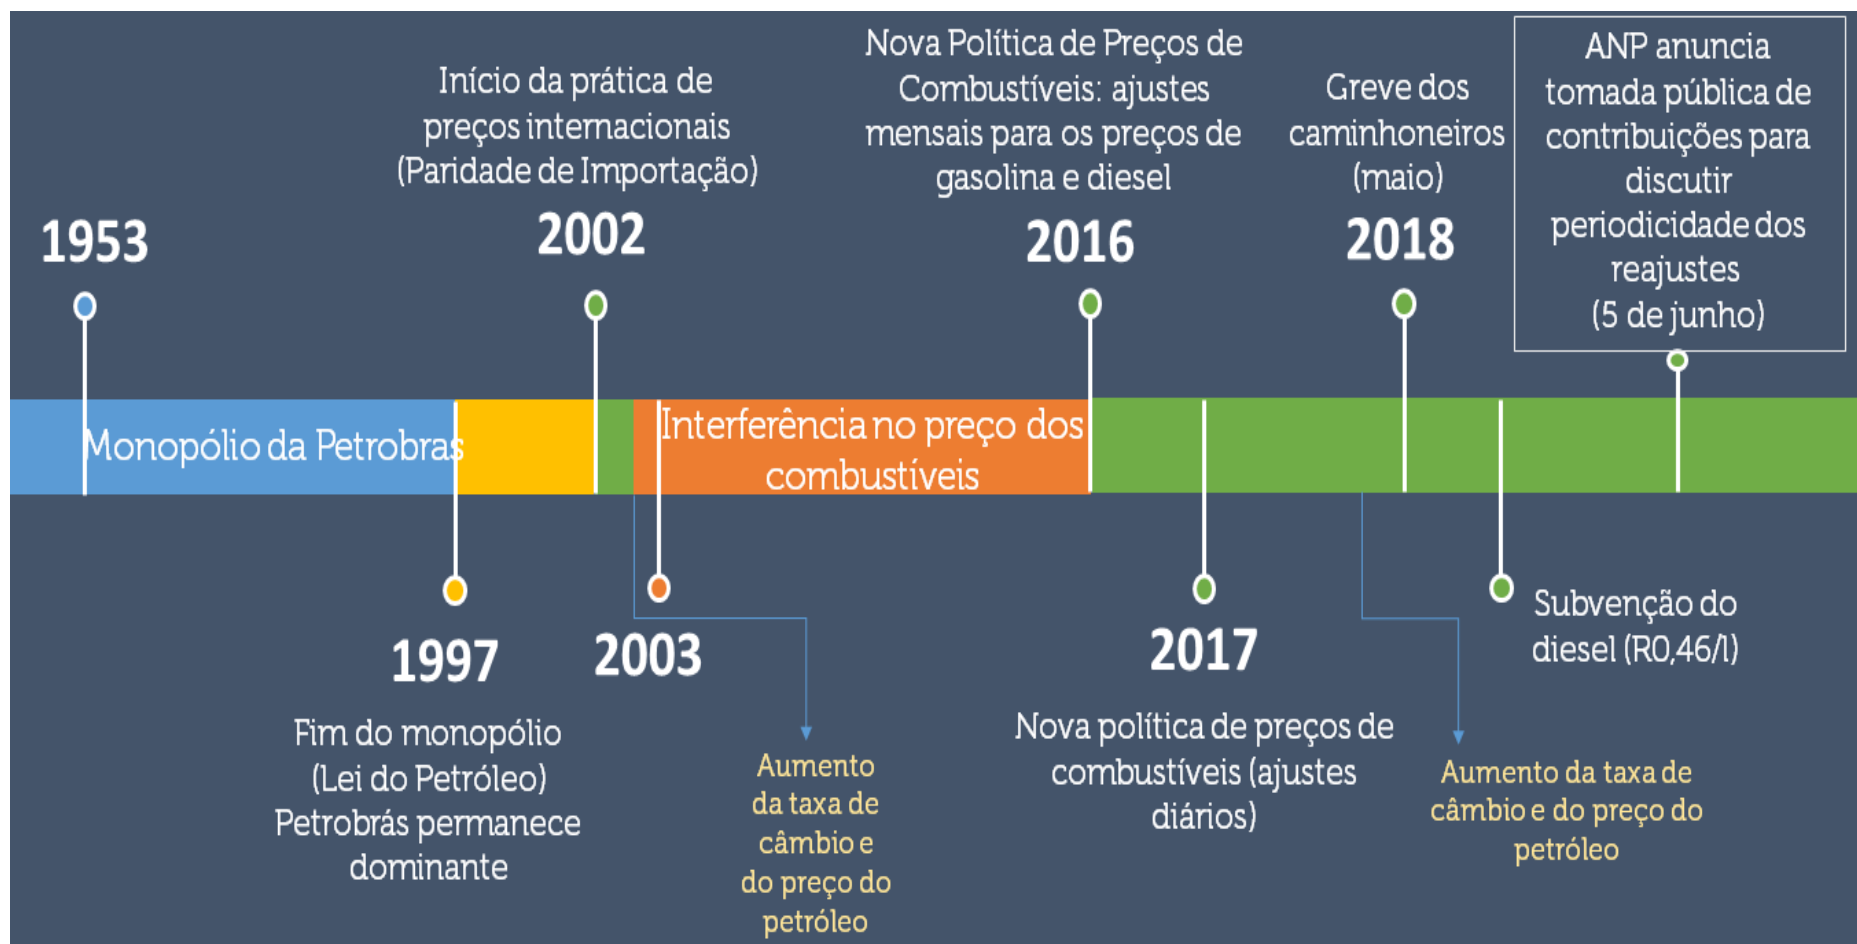 1953
Início da prática de
preços internacionais
(Paridade de Importação)
2002
Nova Política de Preços de
Combustíveis: ajustes
mensais para os preços de
gasolina e diesel
2016
Greve dos
caminhoneiros
(maio)
2018
ANP anuncia
tomada pública de
contribuições para
discutir
periodicidade dos
reajustes
(5 de junho)
Monopólio da Petrobras
Interferência no preço dos
combustíveis
1997
Fim do monopólio
(Lei do Petróleo)
Petrobrás permanece
dominante
2003
Aumento
da taxa de
câmbio e
do preço do
petróleo
2017
Nova política de preços de
combustíveis (ajustes
diários)
Aumento da taxa de
câmbio e do preço do
petróleo
Subvenção do
diesel (R0,46/l)